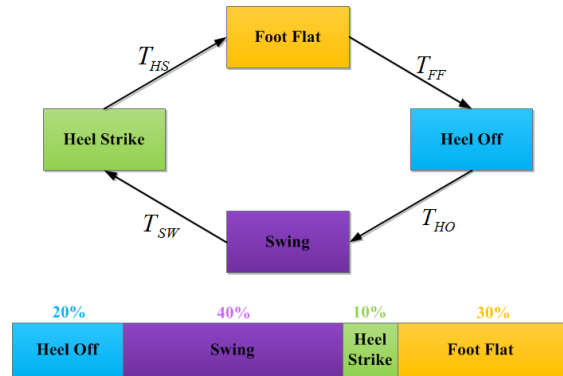 Foot Flat
T_HS
T_FF
Heel Strike
Heel Off
T_SW
T_HO
Swing
20% 40% 10% 30%
Heel Off Swing Heel Strike Foot Flat